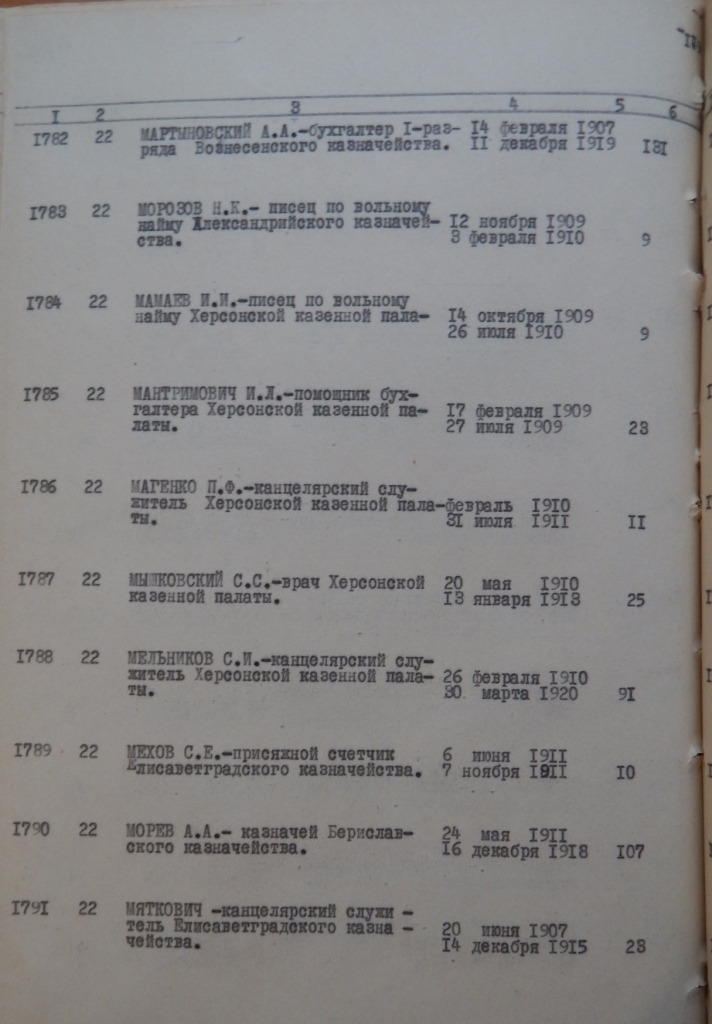 I 2 3 4 5 6
I782 22 МАРТЫНОВСКИЙ А.А.-бухгалтер I-раз- I4 февраля I907
ряда Вознесенского казначейства. II декабря I9I9 I3I
I783 22 МОРОЗОВ Н.К.- писец по вольному
найму Александрийского казначей- I2 ноября I909
ства. 3 февраля I9I0 9
I784 22 МАМАЕВ И.И.-писец по вольному
найму Херсонской казенной пала- I4 октября I909
26 июля I9I0 9
I785 22 МАНТРИМОВИЧ И.Л.-помощник бух-
галтера Херсонской казенной па- I7 февраля I909
латы. 27 июля I909 23
I786 22 МАГЕНКО П.Ф.-канцелярский слу-
житель Херсонской казенной пала-февраль I9I0
ты. 3I июля I9II II
I787 22 МЫШКОВСКИЙ С.С.-врач Херсонской 20 мая I9I0
казенной палаты. I3 января I9I3 25
I788 22 МЕЛЬНИКОВ С.И.-канцелярский слу-
житель Херсонской казенной пала- 26 февраля I9I0
ты. 30 марта I920 9I
I789 22 МЕХОВ С.Е.-присяжной счетчик 6 июня I9II
Елисаветградского казначейства. 7 ноября I9II I0
I790 22 МОРЕВ А.А.- казначей Берислав- 24 мая I9II
ского казначейства. I6 декабря I9I8 I07
I79I 22 МЯТКОВИЧ -канцелярский служи -
тель Елисаветградского казна - 20 июня I907
чейства. I4 декабря I9I5 23